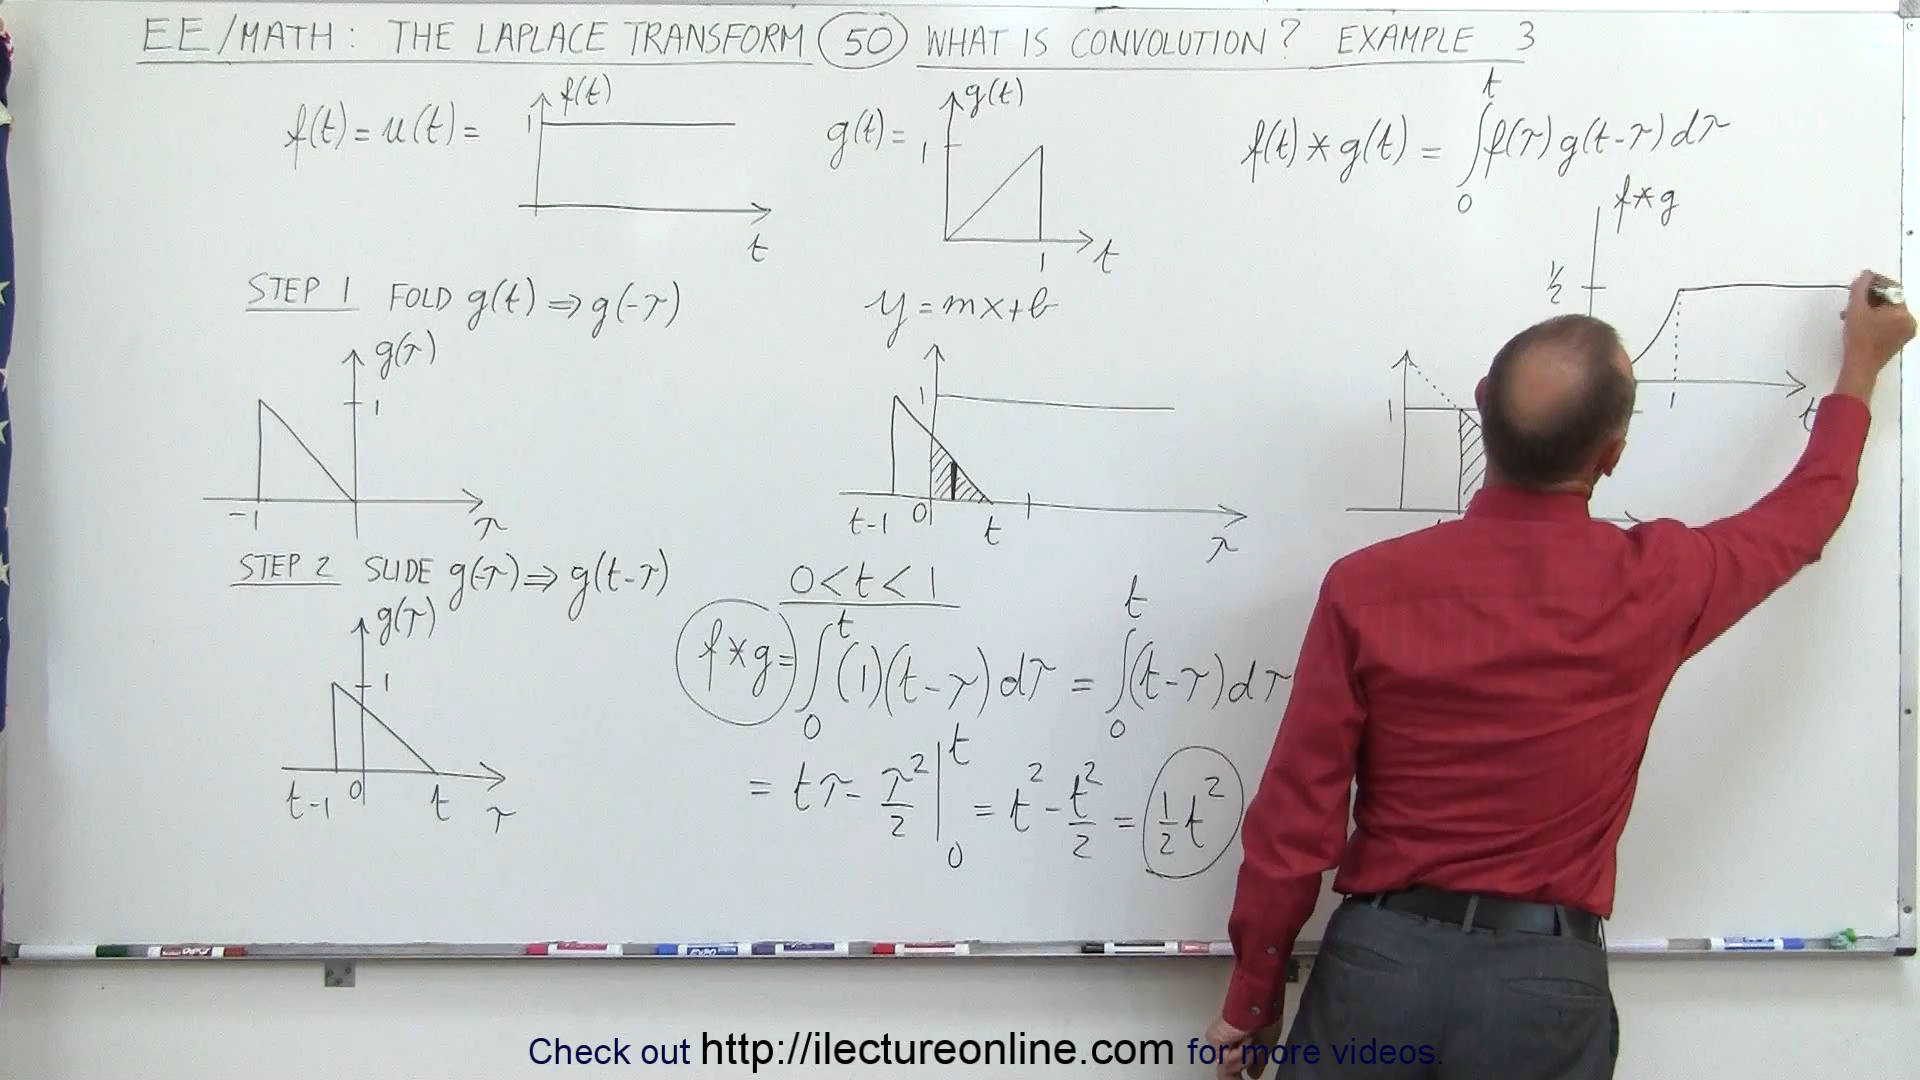 EE/MATH: THE LAPLACE TRANSFORM 50 WHAT IS CONVOLUTION? EXAMPLE 3
f(t) = u(t) =
f(t)
1
t
g(t) =
g(t)
1
1
t
f(t) * g(t) = ∫₀ᵗ f(τ) g(t-τ) dτ
f*g
1/2
1
t
STEP 1 FOLD g(t) ⇒ g(-τ)
g(τ)
1
-1
τ
y = mx+b
1
t-1 0 t
τ
1
STEP 2 SLIDE g(-τ) ⇒ g(t-τ)
g(τ)
1
t-1 0 t τ
0 < t < 1
f*g = ∫₀ᵗ (1)(t-τ) dτ = ∫₀ᵗ (t-τ) dτ
= tτ - τ²/2 |₀ᵗ = t² - t²/2 = 1/2 t²
EXPO
Check out http://ilectureonline.com for more videos.